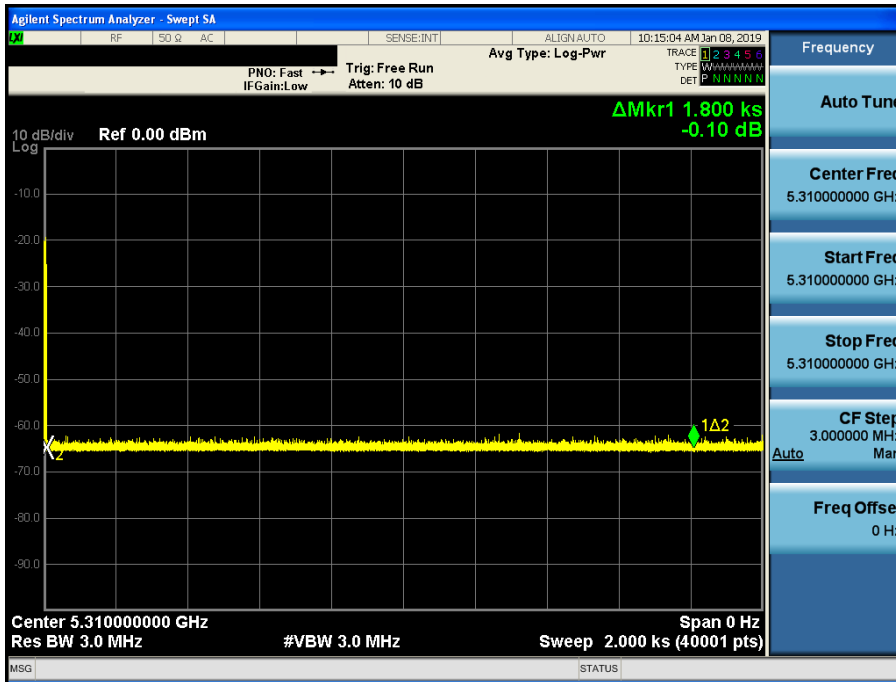 Agilent Spectrum Analyzer - Swept SA
LXI RF 50 Ω AC SENSE:INT ALIGN AUTO 10:15:04 AM Jan 08, 2019
Frequency
PNO: Fast
IFGain:Low
Trig: Free Run
Atten: 10 dB
Avg Type: Log-Pwr
TRACE 1 2 3 4 5 6
TYPE WWWWWW
DET P N N N N N
Auto Tune
ΔMkr1 1.800 ks
-0.10 dB
10 dB/div Ref 0.00 dBm
Log
-10.0
-20.0
-30.0
-40.0
-50.0
-60.0
-70.0
-80.0
-90.0
1Δ2
2
Center Freq
5.310000000 GHz
Start Freq
5.310000000 GHz
Stop Freq
5.310000000 GHz
CF Step
3.000000 MHz
Auto Man
Freq Offset
0 Hz
Center 5.310000000 GHz Span 0 Hz
Res BW 3.0 MHz #VBW 3.0 MHz Sweep 2.000 ks (40001 pts)
MSG STATUS